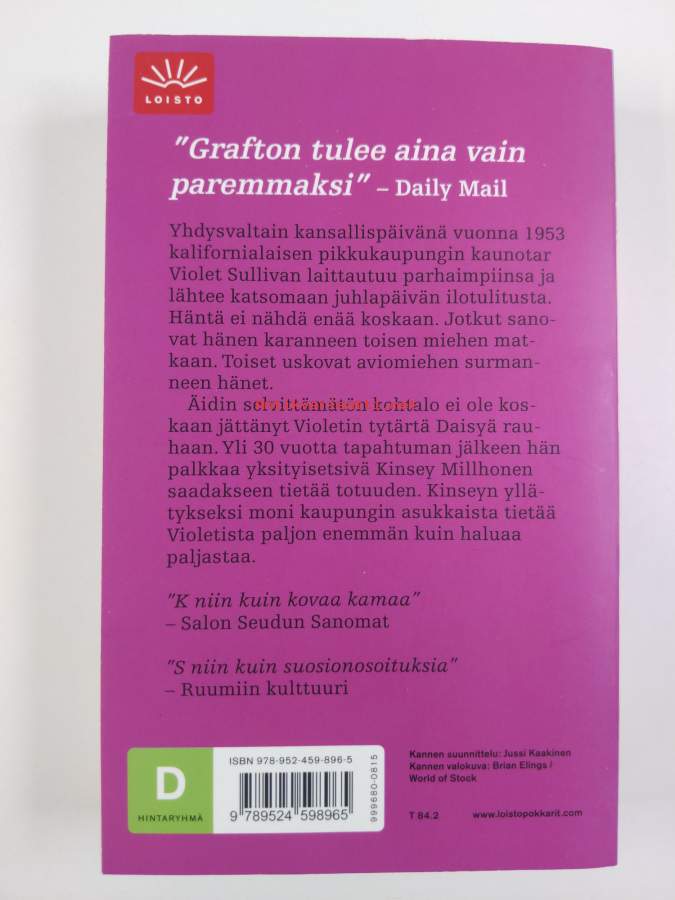 LOISTO
"Grafton tulee aina vain
paremmaksi" – Daily Mail
Yhdysvaltain kansallispäivänä vuonna 1953
kalifornialaisen pikkukaupungin kaunotar
Violet Sullivan laittautuu parhaimpiinsa ja
lähtee katsomaan juhlapäivän ilotulitusta.
Häntä ei nähdä enää koskaan. Jotkut sano-
vat hänen karanneen toisen miehen mat-
kaan. Toiset uskovat aviomiehen surman-
neen hänet.
Äidin selvittämätön kohtalo ei ole kos-
kaan jättänyt Violetin tytärtä Daisyä rau-
haan. Yli 30 vuotta tapahtuman jälkeen hän
palkkaa yksityisetsivä Kinsey Millhonen
saadakseen tietää totuuden. Kinseyn yllä-
tykseksi moni kaupungin asukkaista tietää
Violetista paljon enemmän kuin haluaa
paljastaa.
"K niin kuin kovaa kamaa"
– Salon Seudun Sanomat
"S niin kuin suosionosoituksia"
– Ruumiin kulttuuri
D
HINTARYHMÄ
ISBN 978-952-459-896-5
9 789524 598965
999680-0815
Kannen suunnittelu: Jussi Kaakinen
Kannen valokuva: Brian Elings /
World of Stock
T 84.2 www.loistopokkarit.com